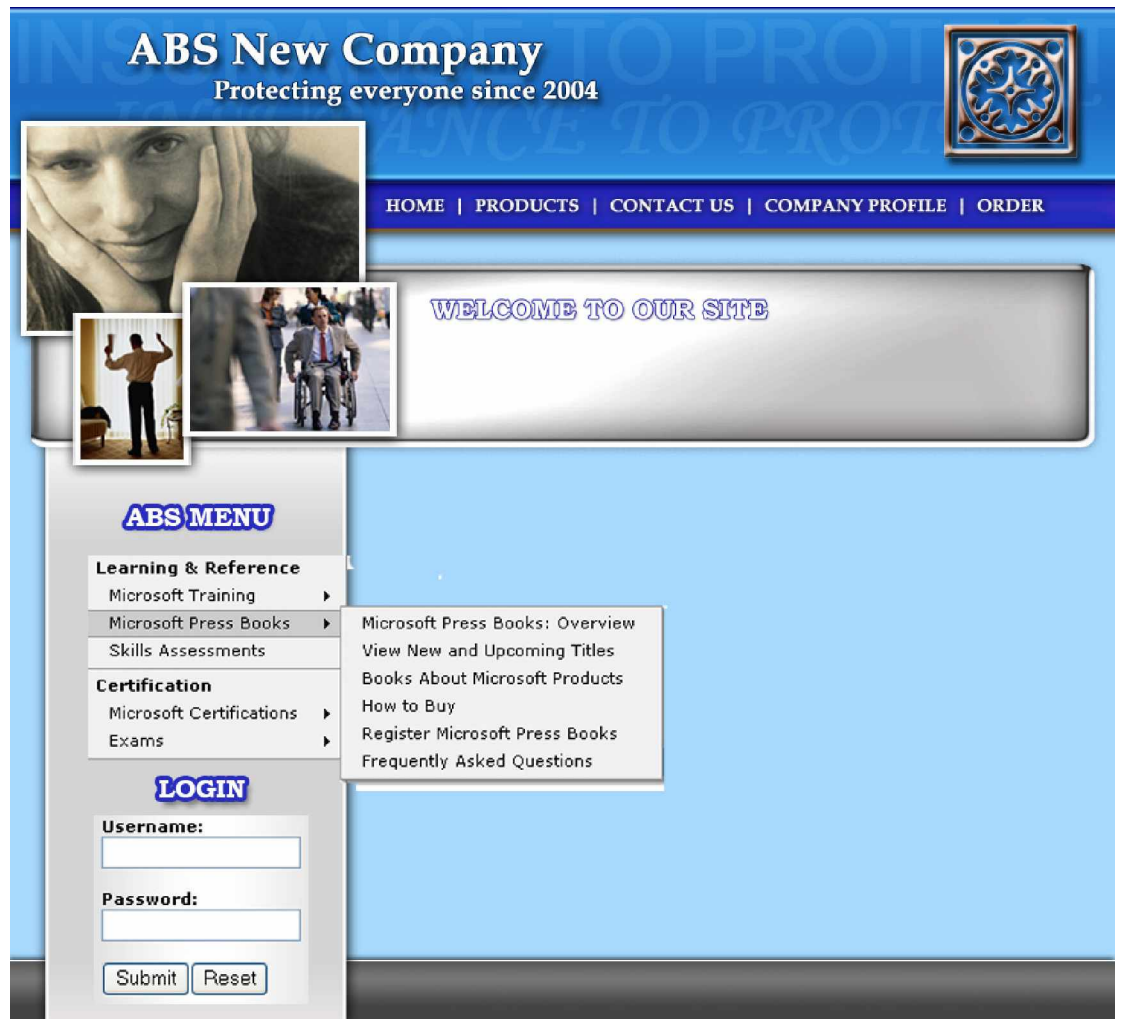 INSURANCE TO PROTECT
ABS New Company
Protecting everyone since 2004
HOME | PRODUCTS | CONTACT US | COMPANY PROFILE | ORDER
WELCOME TO OUR SITE
ABS MENU
Learning & Reference
Microsoft Training
Microsoft Press Books
Skills Assessments
Certification
Microsoft Certifications
Exams
Microsoft Press Books: Overview
View New and Upcoming Titles
Books About Microsoft Products
How to Buy
Register Microsoft Press Books
Frequently Asked Questions
LOGIN
Username:
Password:
Submit Reset